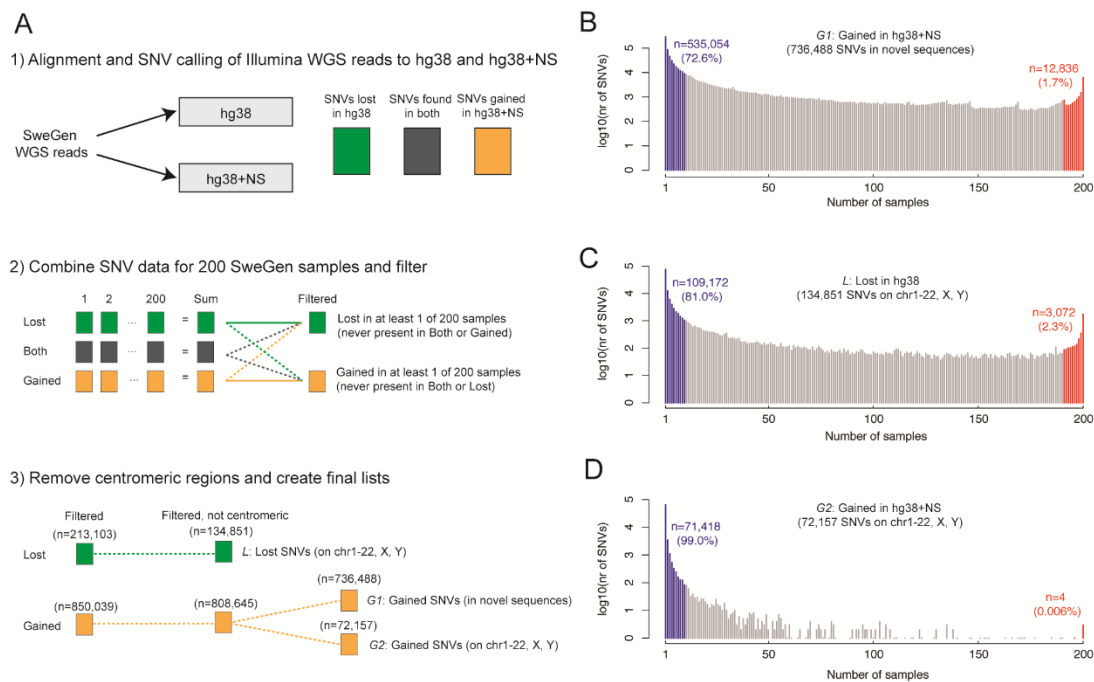 A
1) Alignment and SNV calling of Illumina WGS reads to hg38 and hg38+NS
SweGen
WGS reads
hg38
hg38+NS
SNVs lost
in hg38
SNVs found
in both
SNVs gained
in hg38+NS
2) Combine SNV data for 200 SweGen samples and filter
1 2 ... 200 Sum Filtered
Lost ... = Lost in at least 1 of 200 samples
(never present in Both or Gained)
Both ... =
Gained ... = Gained in at least 1 of 200 samples
(never present in Both or Lost)
3) Remove centromeric regions and create final lists
Filtered
(n=213,103)
Filtered, not centromeric
(n=134,851)
Lost
L: Lost SNVs (on chr1-22, X, Y)
(n=736,488)
(n=850,039)
(n=808,645)
G1: Gained SNVs (in novel sequences)
Gained
(n=72,157)
G2: Gained SNVs (on chr1-22, X, Y)
B
G1: Gained in hg38+NS
(736,488 SNVs in novel sequences)
n=535,054
(72.6%)
n=12,836
(1.7%)
log10(nr of SNVs)
5
4
3
2
1
0
1 50 100 150 200
Number of samples
C
L: Lost in hg38
(134,851 SNVs on chr1-22, X, Y)
n=109,172
(81.0%)
n=3,072
(2.3%)
log10(nr of SNVs)
5
4
3
2
1
0
1 50 100 150 200
Number of samples
D
G2: Gained in hg38+NS
(72,157 SNVs on chr1-22, X, Y)
n=71,418
(99.0%)
n=4
(0.006%)
log10(nr of SNVs)
5
4
3
2
1
0
1 50 100 150 200
Number of samples